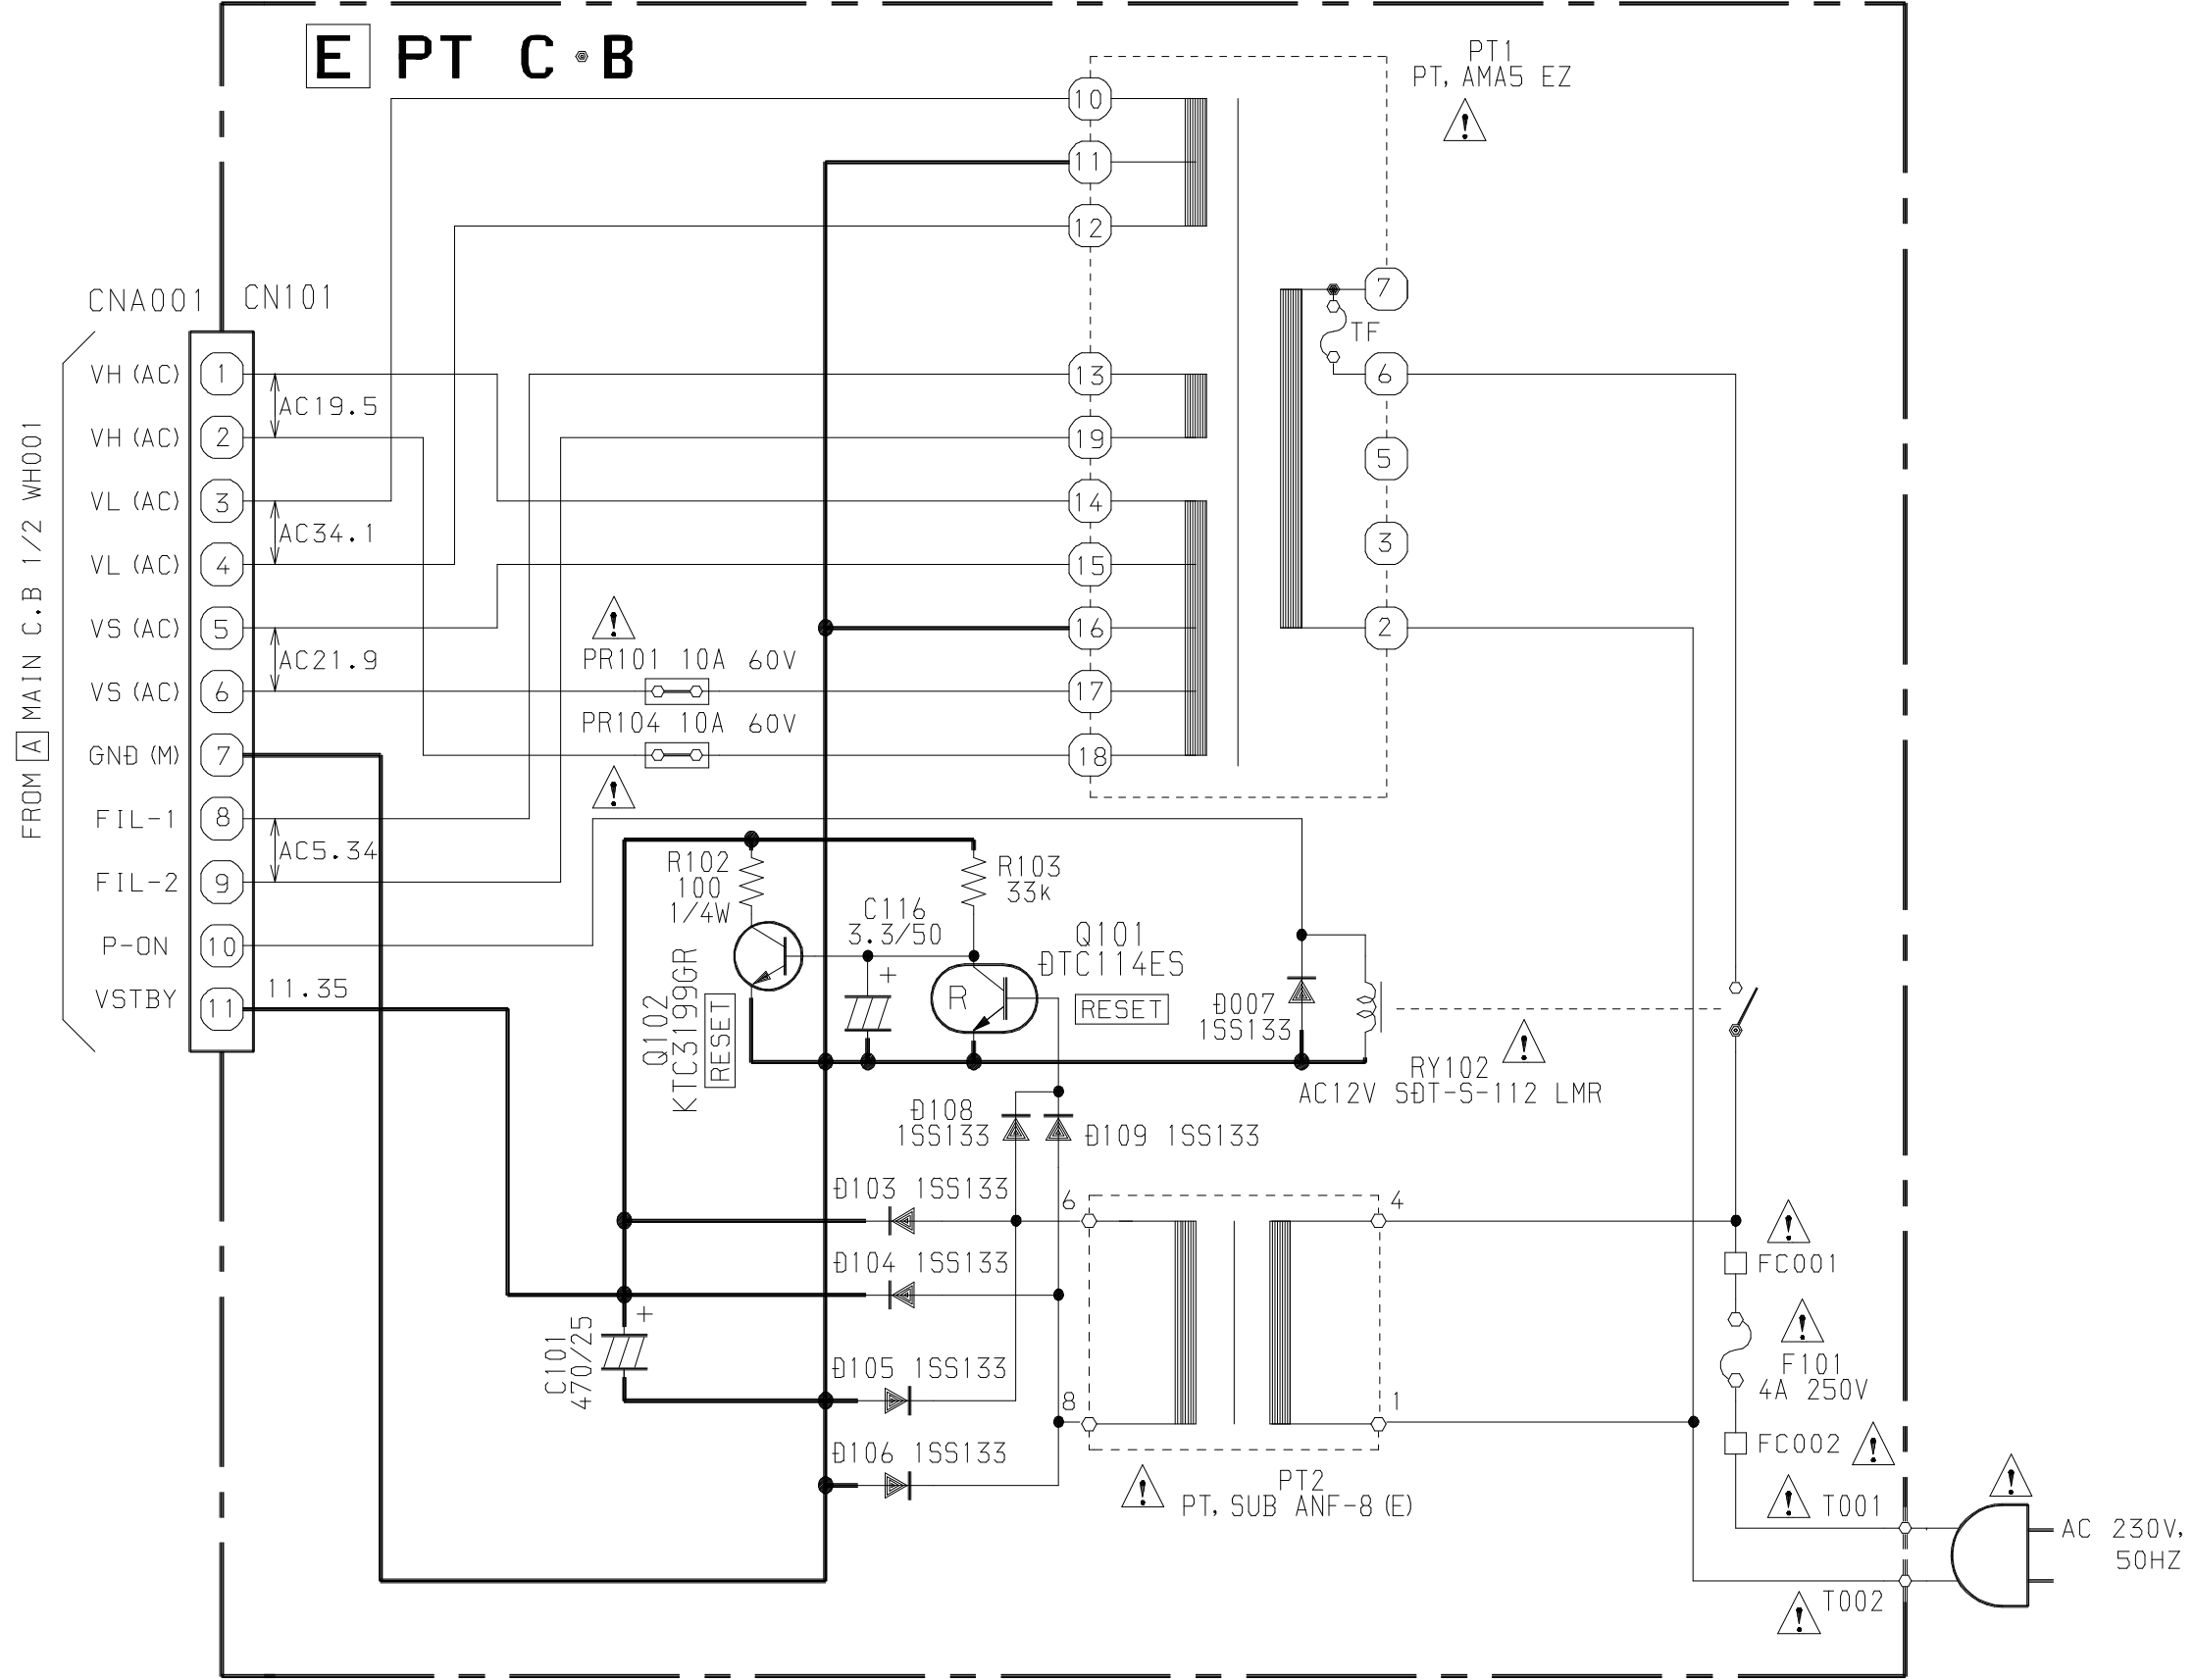 E PT C·B
PT1
PT, AMA5 EZ
10
11
12
7
TF
6
5
3
2
13
19
14
15
16
17
18
CNA001 CN101
FROM A MAIN C.B 1/2 WH001
VH (AC) 1
AC19.5
VH (AC) 2
VL (AC) 3
AC34.1
VL (AC) 4
VS (AC) 5
AC21.9
VS (AC) 6
GND (M) 7
FIL-1 8
AC5.34
FIL-2 9
P-ON 10
VSTBY 11
11.35
!
PR101 10A 60V
PR104 10A 60V
!
R102
100
1/4W
R103
33k
C116
3.3/50
+
Q101
DTC114ES
R
RESET
Q102
KTC3199GR
RESET
D007
1SS133
!
RY102
AC12V SDT-S-112 LMR
D108
1SS133
D109 1SS133
D103 1SS133
D104 1SS133
+
C101
470/25
D105 1SS133
D106 1SS133
6
4
8
1
PT2
!
PT, SUB ANF-8 (E)
!
FC001
!
F101
4A 250V
FC002
!
!
T001
!
AC 230V,
50HZ
T002
!
!